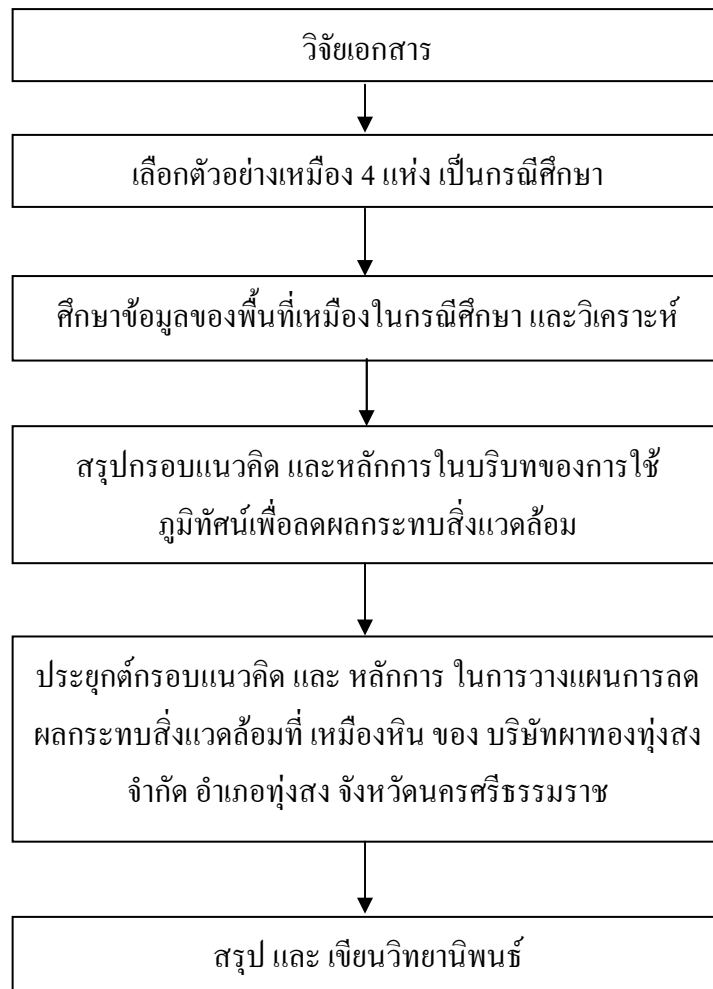 วิจัยเอกสาร
เลือกตัวอย่างเหมือง 4 แห่ง เป็นกรณีศึกษา
ศึกษาข้อมูลของพื้นที่เหมืองในกรณีศึกษา และวิเคราะห์
สรุปกรอบแนวคิด และหลักการในบริบทของการใช้
ภูมิทัศน์เพื่อลดผลกระทบสิ่งแวดล้อม
ประยุกต์กรอบแนวคิด และ หลักการ ในการวางแผนการลด
ผลกระทบสิ่งแวดล้อมที่ เหมืองหิน ของ บริษัทผาทองทุ่งสง
จำกัด อำเภอทุ่งสง จังหวัดนครศรีธรรมราช
สรุป และ เขียนวิทยานิพนธ์